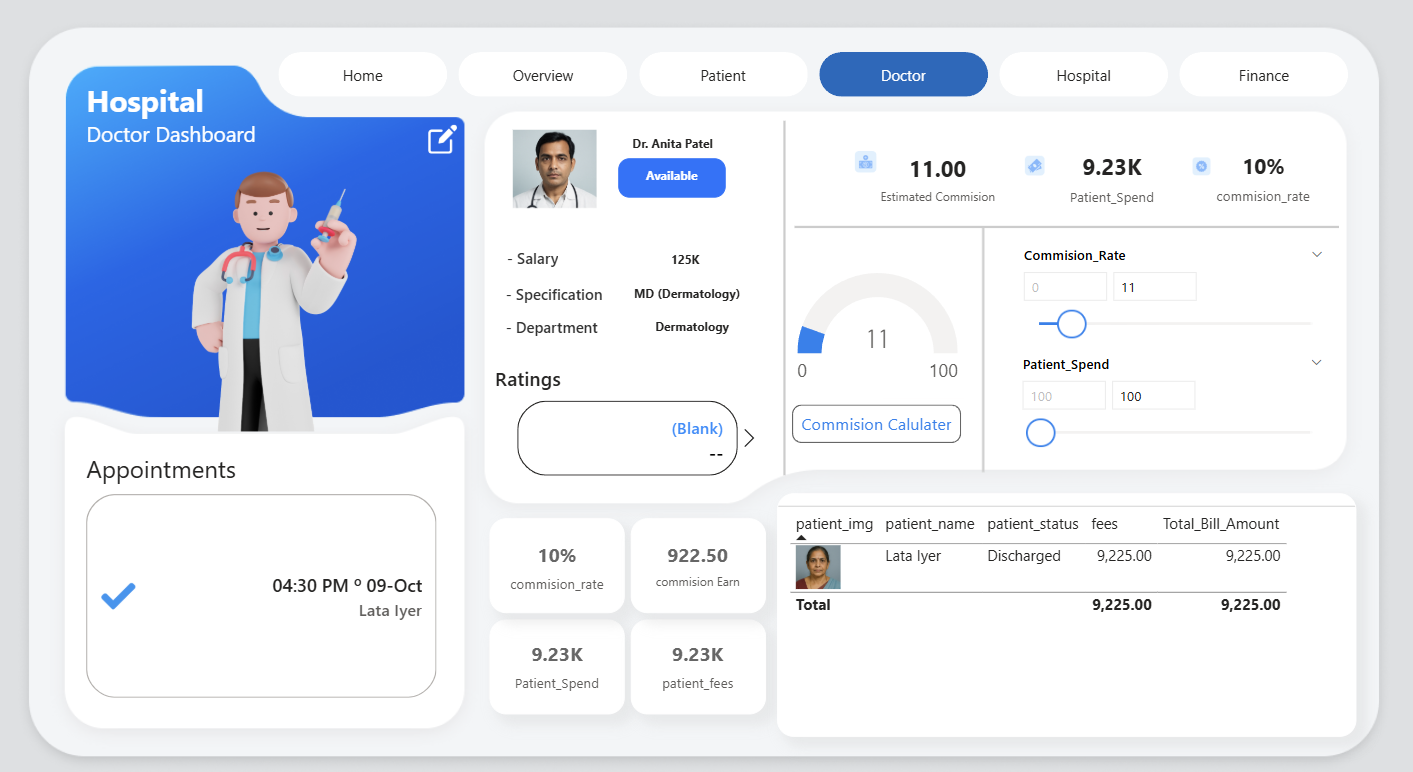 Home
Overview
Patient
Doctor
Hospital
Finance
Hospital
Doctor Dashboard
Dr. Anita Patel
Available
- Salary 125K
- Specification MD (Dermatology)
- Department Dermatology
Ratings
(Blank)
--
11.00
Estimated Commision
9.23K
Patient_Spend
10%
commision_rate
11
0 100
Commision Calulater
Commision_Rate
0 11
Patient_Spend
100 100
Appointments
04:30 PM º 09-Oct
Lata Iyer
10%
commision_rate
922.50
commision Earn
9.23K
Patient_Spend
9.23K
patient_fees
patient_img patient_name patient_status fees Total_Bill_Amount
Lata Iyer Discharged 9,225.00 9,225.00
Total 9,225.00 9,225.00